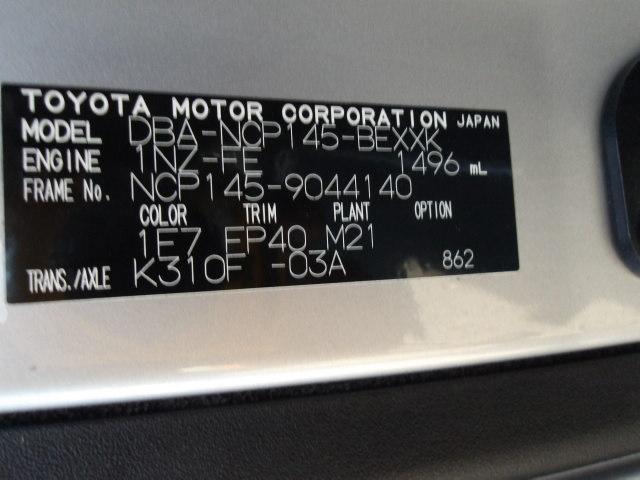 TOYOTA MOTOR CORPORATION JAPAN
MODEL DBA-NCP145-BEXXK
ENGINE 1NZ-FE 1496 mL
FRAME No. NCP145-9044140
COLOR TRIM PLANT OPTION
1E7 FP40 M21
TRANS./AXLE K310F -03A 862